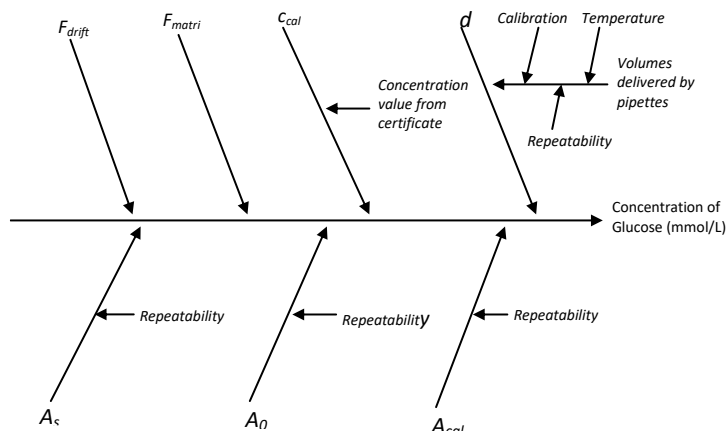 F_drift
F_matri
c_cal
d
Calibration
Temperature
Concentration
value from
certificate
Volumes
delivered by
pipettes
Repeatability
Concentration of
Glucose (mmol/L)
Repeatability
Repeatability
Repeatability
A_s
A_0
A_cal